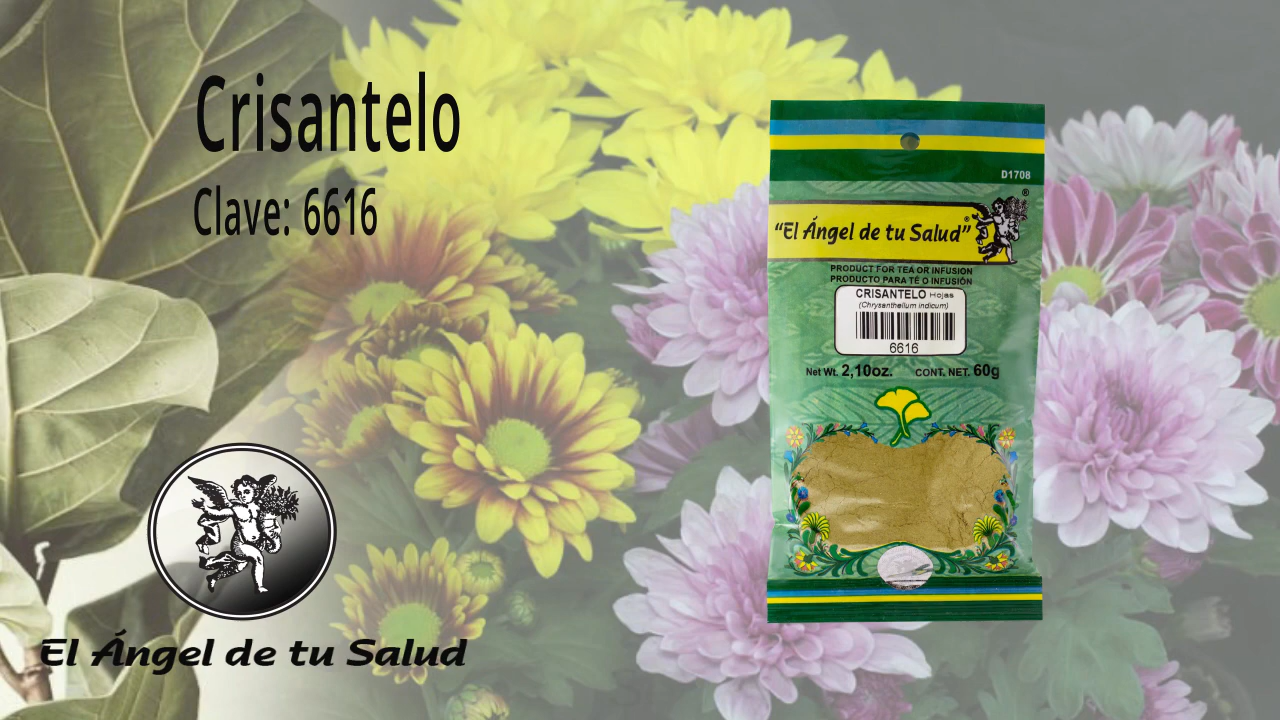 Crisantelo
Clave: 6616
El Ángel de tu Salud
D1708
®
“El Ángel de tu Salud”®
PRODUCT FOR TEA OR INFUSION
PRODUCTO PARA TÉ O INFUSIÓN
CRISANTELO Hojas
(Chrysanthellum indicum)
6616
Net Wt. 2,10oz. CONT. NET. 60g